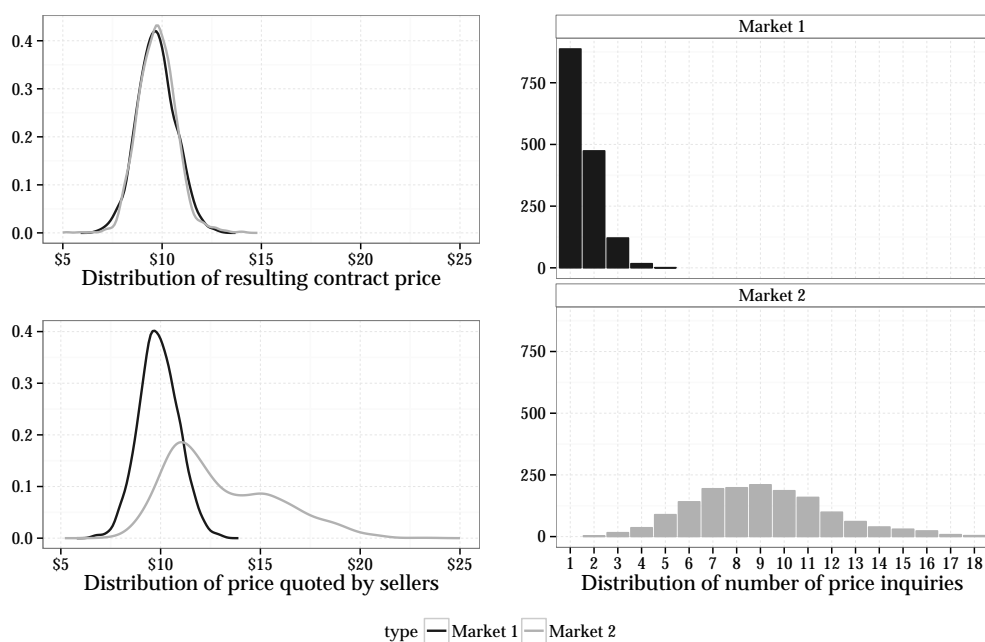 0.4
0.3
0.2
0.1
0.0
$5 $10 $15 $20 $25
Distribution of resulting contract price
0.4
0.3
0.2
0.1
0.0
$5 $10 $15 $20 $25
Distribution of price quoted by sellers
Market 1
750
500
250
0
Market 2
750
500
250
0
1 2 3 4 5 6 7 8 9 10 11 12 13 14 15 16 17 18
Distribution of number of price inquiries
type Market 1 Market 2